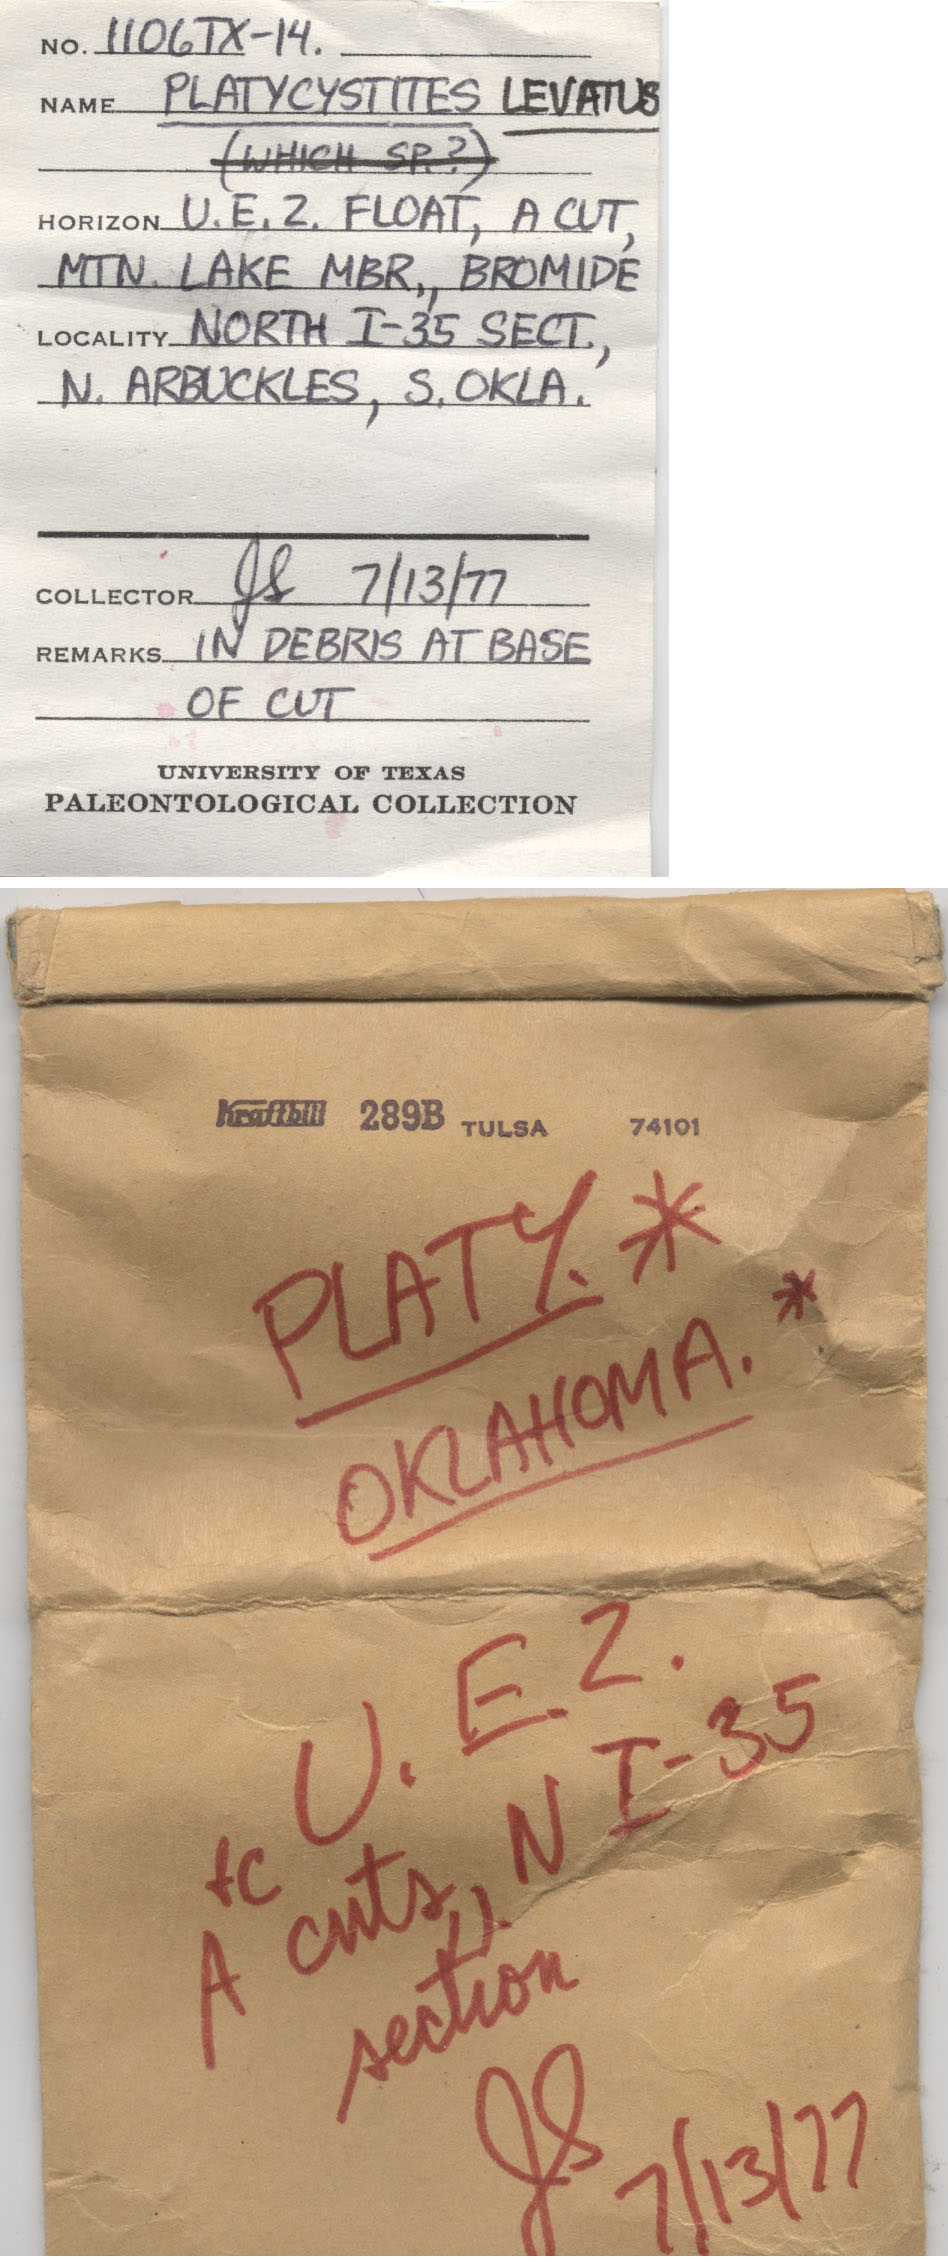 NO. 1106TX-14.
NAME PLATYCYSTITES LEVATUS
(WHICH SP.?)
HORIZON U.E.Z. FLOAT, A CUT,
MTN. LAKE MBR., BROMIDE
LOCALITY NORTH I-35 SECT.,
N. ARBUCKLES, S. OKLA.
COLLECTOR JS 7/13/77
REMARKS IN DEBRIS AT BASE
OF CUT
UNIVERSITY OF TEXAS
PALEONTOLOGICAL COLLECTION
Kraftbilt 289B TULSA 74101
PLATY. *
OKLAHOMA. *
U.E.Z.
A cuts, N I-35
section
JS 7/13/77